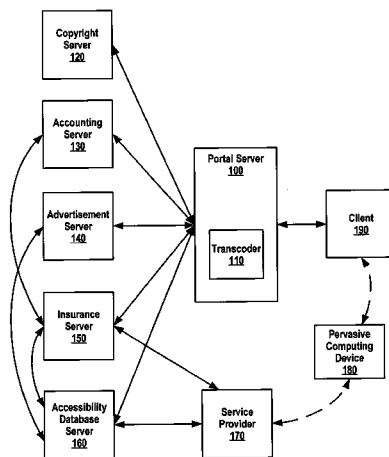 Copyright
Server
120
Accounting
Server
130
Advertisement
Server
140
Insurance
Server
150
Accessibility
Database
Server
160
Portal Server
100
Transcoder
110
Service
Provider
170
Client
190
Pervasive
Computing
Device
180